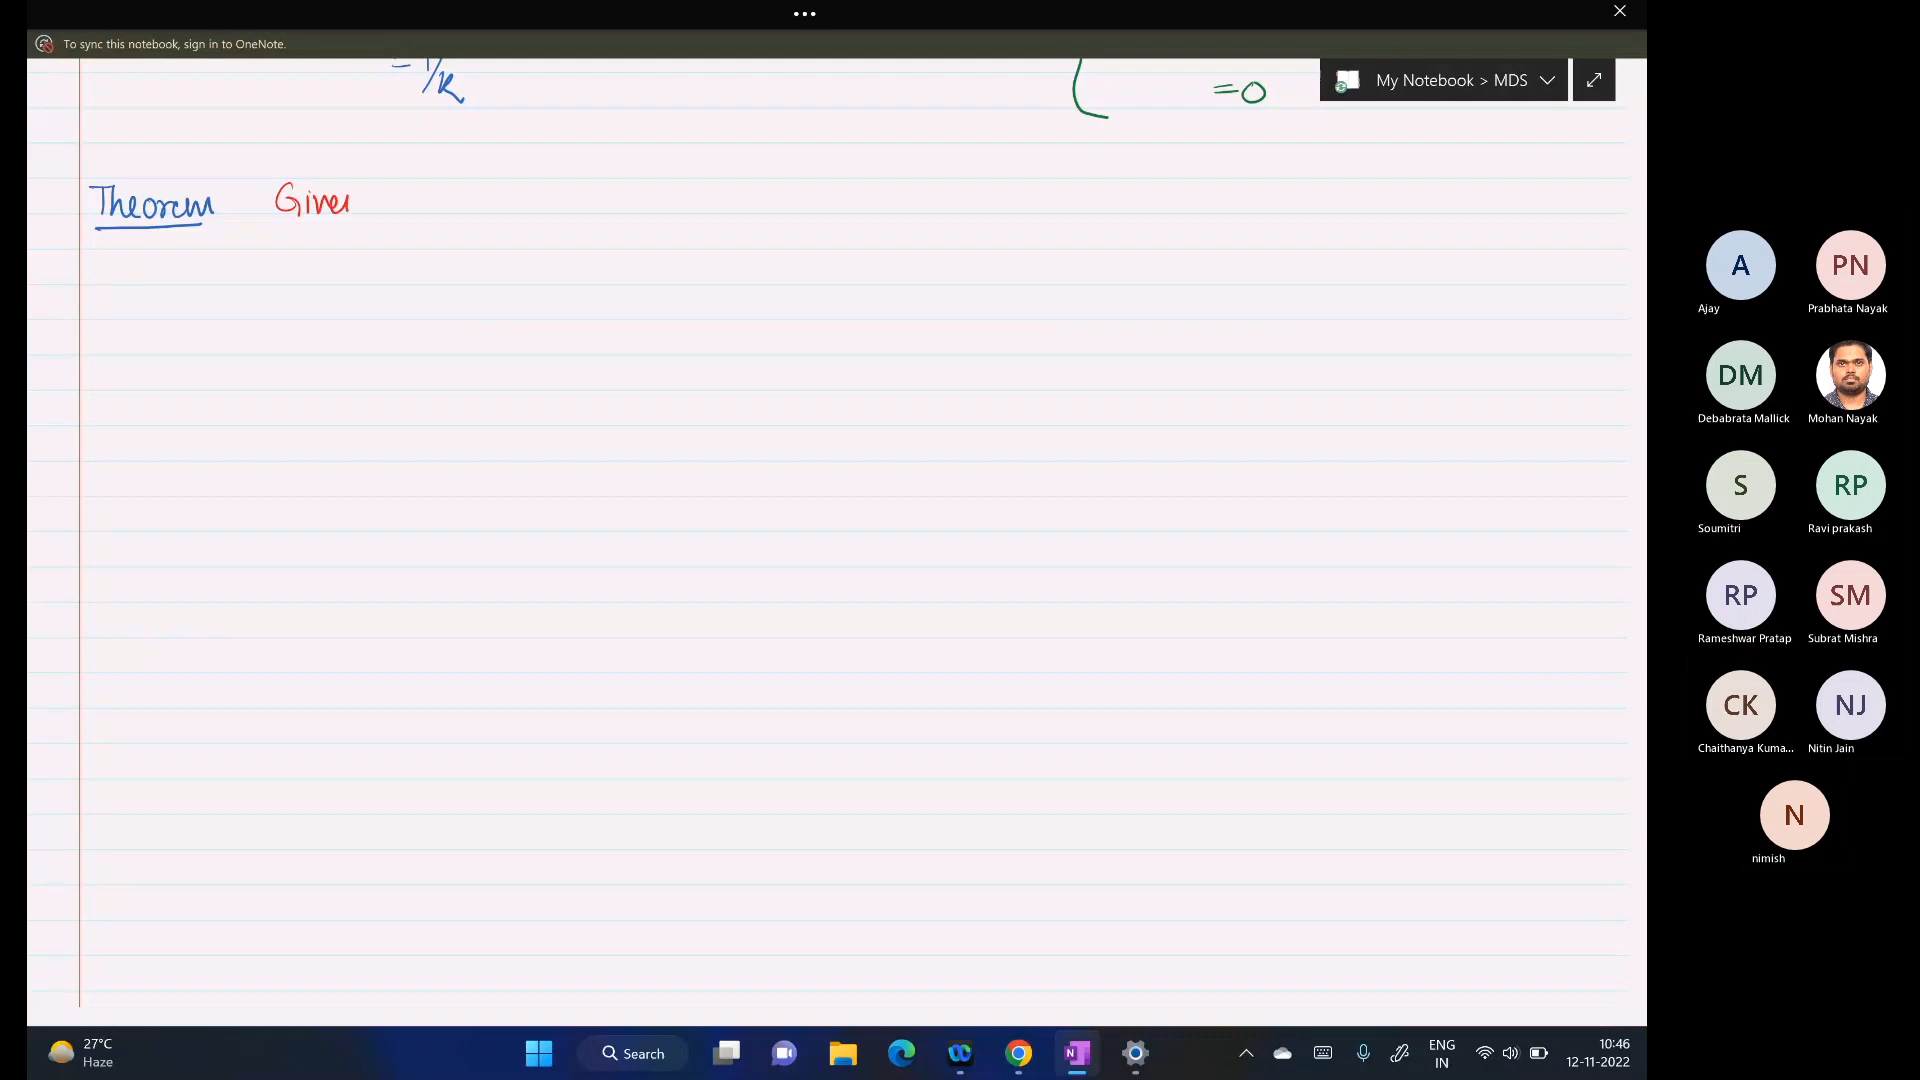 To sync this notebook, sign in to OneNote.
= 1/k
=0
My Notebook > MDS
Theorem Give
A
Ajay
PN
Prabhata Nayak
DM
Debabrata Mallick
Mohan Nayak
S
Soumitri
RP
Ravi prakash
RP
Rameshwar Pratap
SM
Subrat Mishra
CK
Chaithanya Kuma...
NJ
Nitin Jain
N
nimish
27°C
Haze
Search
ENG
IN
10:46
12-11-2022